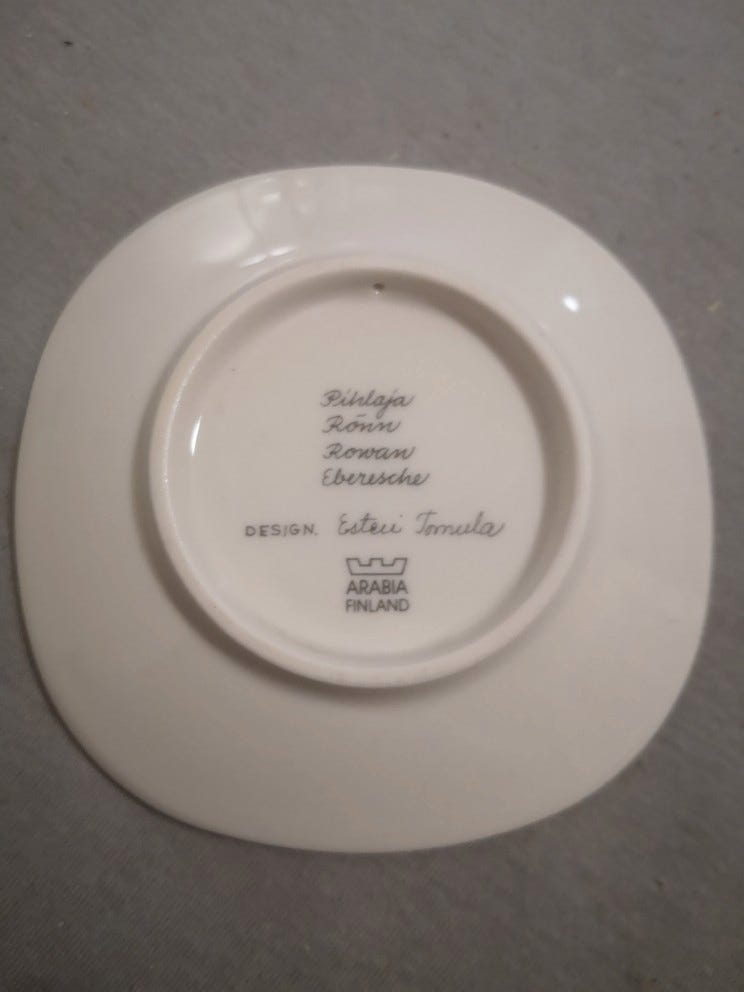 Pihlaja
Rönn
Rowan
Eberesche
DESIGN. Esteri Tomula
ARABIA
FINLAND